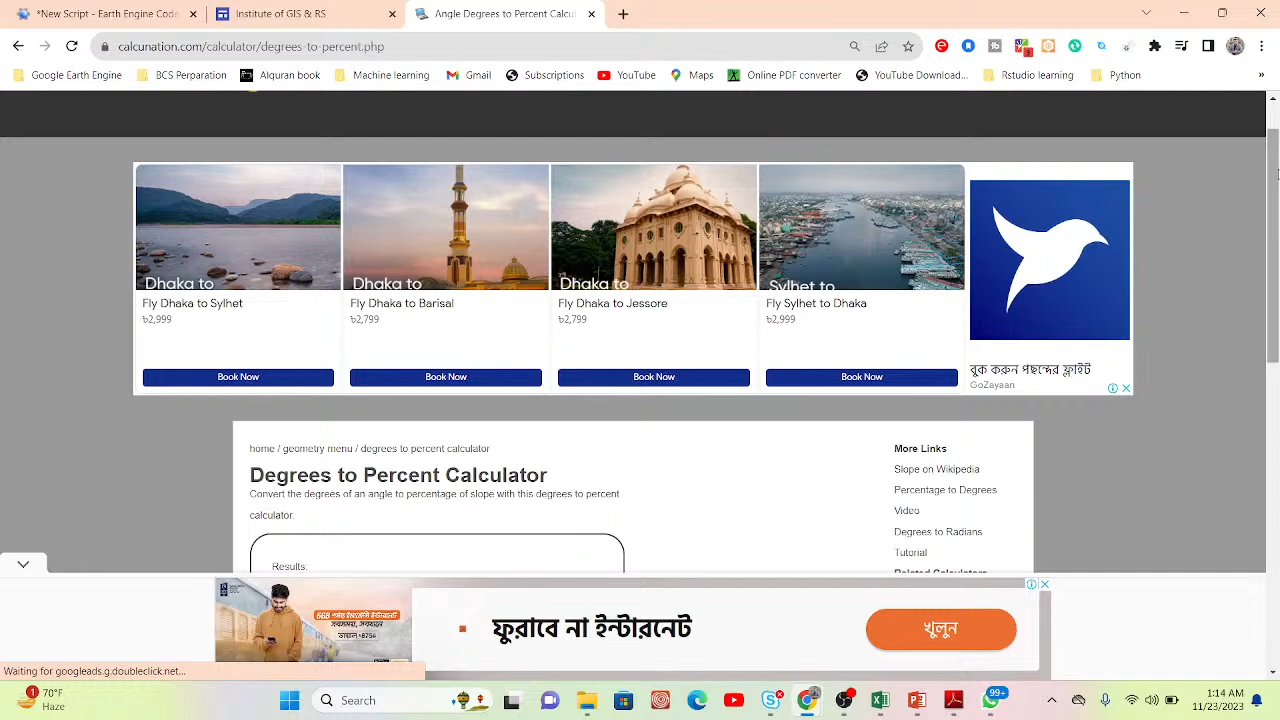 *New Script - Earth Engine Code
Institute of GIS & RS
Angle Degrees to Percent Calcul
calcunation.com/calculator/degrees-to-percent.php
Google Earth Engine
BCS Perparation
Alquran book
Machine learning
Gmail
Subscriptions
YouTube
Maps
Online PDF converter
YouTube Download...
Rstudio learning
Python
»
Dhaka to
Dhaka to
Dhaka to
Sylhet to
Fly Dhaka to Sylhet
Fly Dhaka to Barisal
Fly Dhaka to Jessore
Fly Sylhet to Dhaka
৳2,999
৳2,799
৳2,799
৳2,999
Book Now
Book Now
Book Now
Book Now
বুক করুন পছন্দের ফ্লাইট
GoZayaan
home / geometry menu / degrees to percent calculator
Degrees to Percent Calculator
Convert the degrees of an angle to percentage of slope with this degrees to percent
calculator.
Results:
More Links
Slope on Wikipedia
Percentage to Degrees
Video
Degrees to Radians
Tutorial
Related Calculators
ফুরাবে না ইন্টারনেট
খুলুন
Waiting for googleads.g.doubleclick.net...
1
70°F
Haze
Search
99+
1:14 AM
11/23/2023